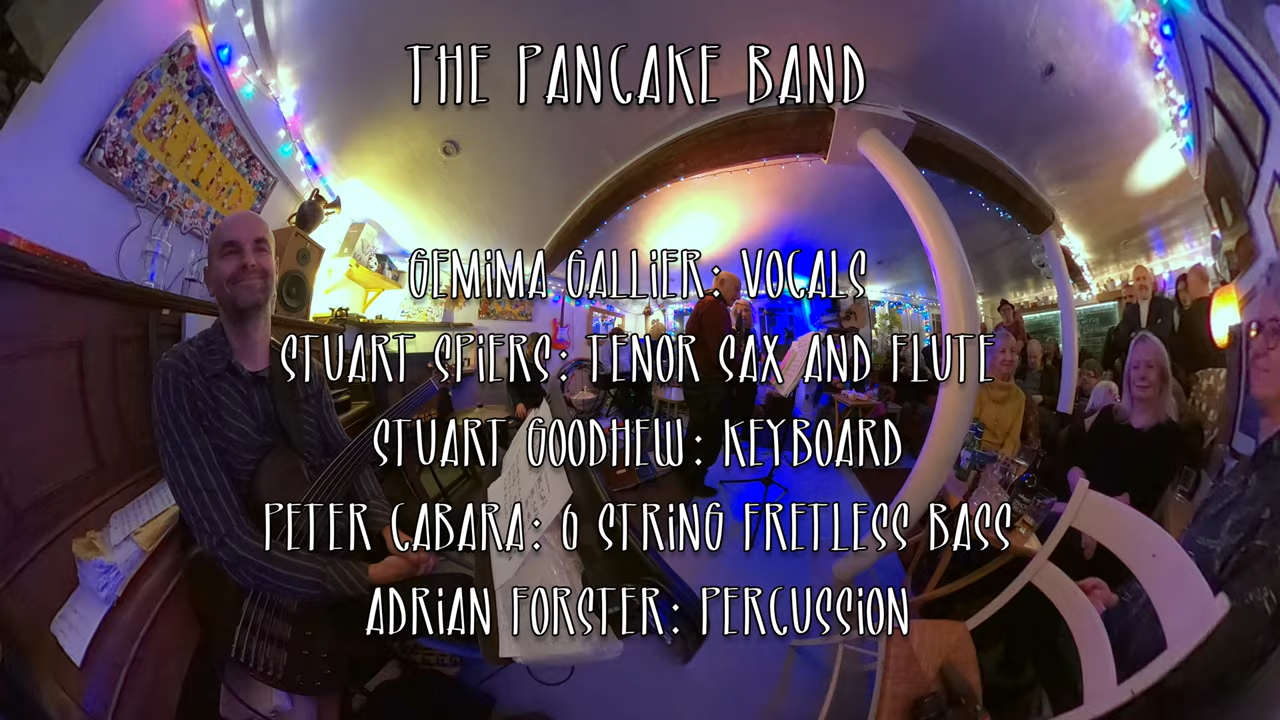 THE PANCAKE BAND
GEMiMA GALLiER: VOCALS
STUART SPiERS: TENOR SAX AND FLUTE
STUART GOODHEW: KEYBOARD
PETER CABARA: 6 STRiNG FRETLESS BASS
ADRiAN FORSTER: PERCUSSiON